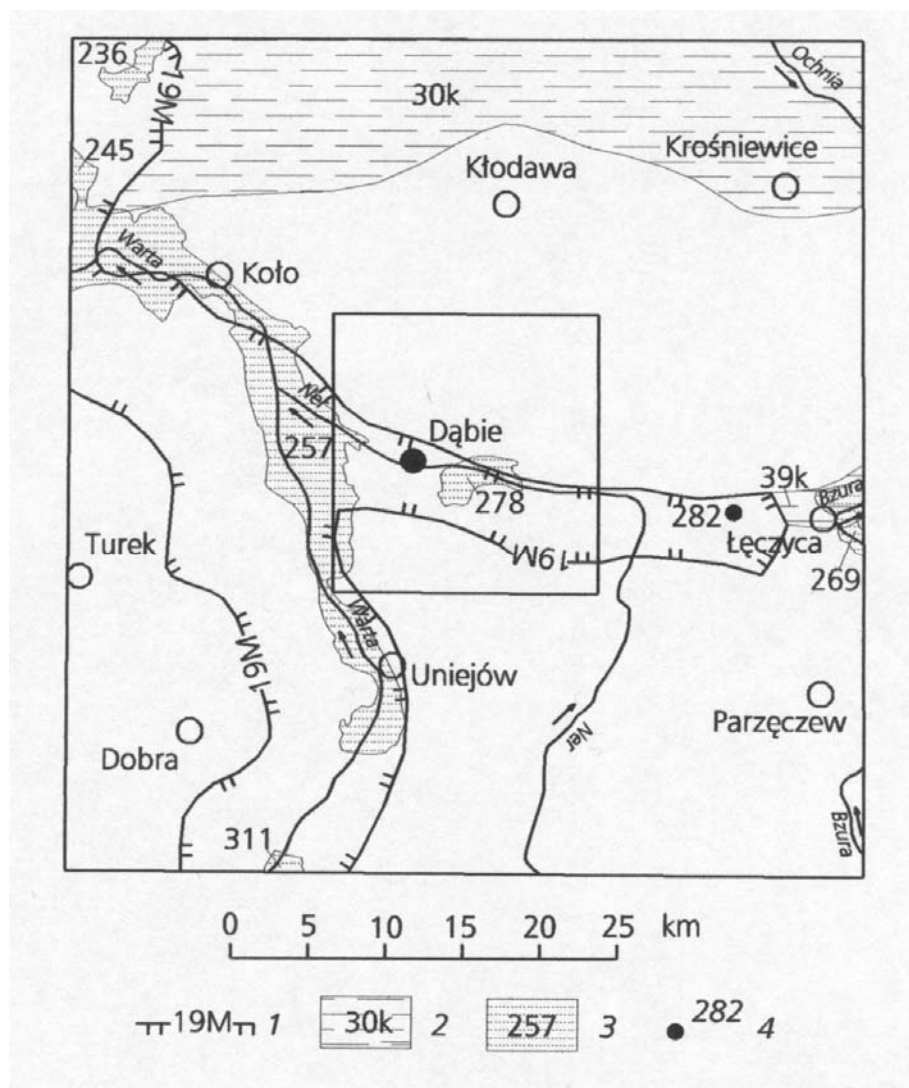 236
19M
Ochnia
30k
245
Krośniewice
Kłodawa
Warta
Koło
Ner
Dąbie
257
39k
Bzura
278
282
Łęczyca
19M
269
Turek
Warta
19M
Uniejów
Parzęczew
Ner
Dobra
Bzura
311
0 5 10 15 20 25 km
19M 1 30k 2 257 3 282 4